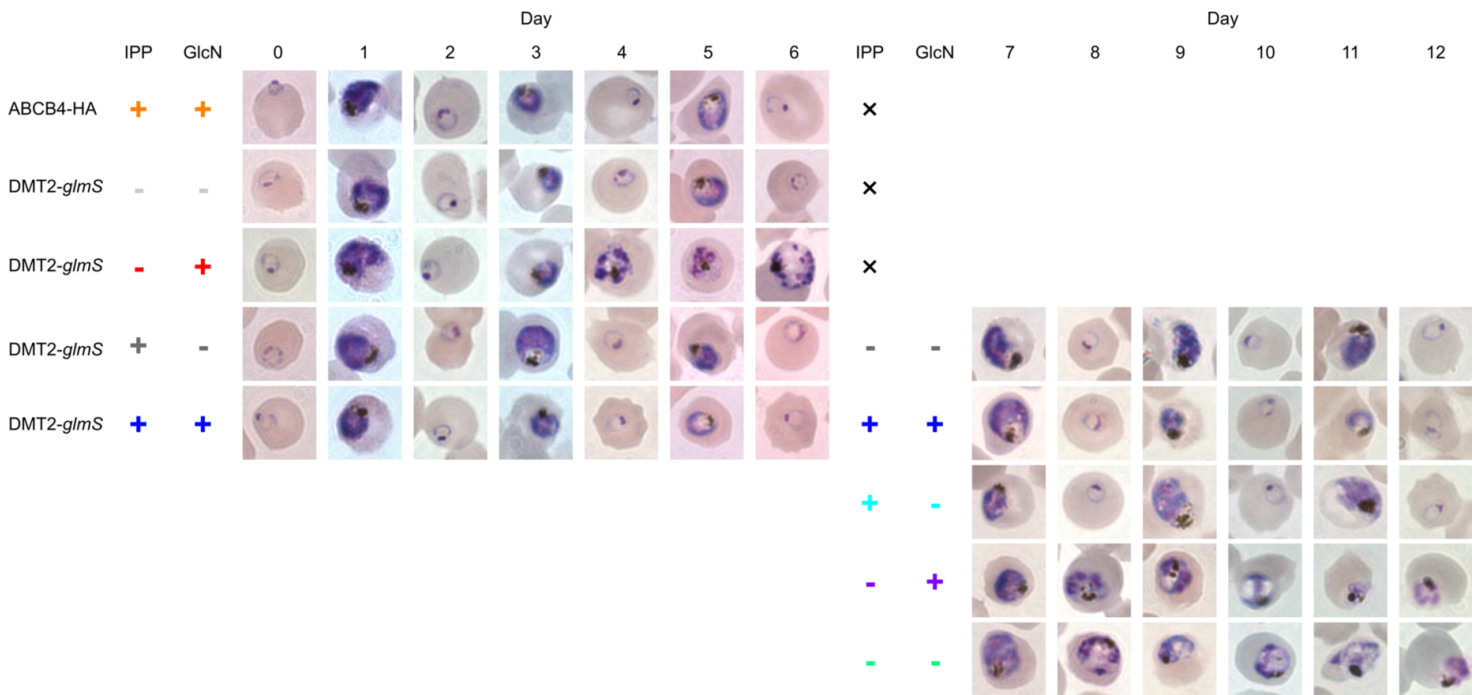 Day Day
IPP GlcN 0 1 2 3 4 5 6 IPP GlcN 7 8 9 10 11 12
ABCB4-HA + + ×
DMT2-glmS - - ×
DMT2-glmS - + ×
DMT2-glmS + - - -
DMT2-glmS + + + +
+ -
- +
- -